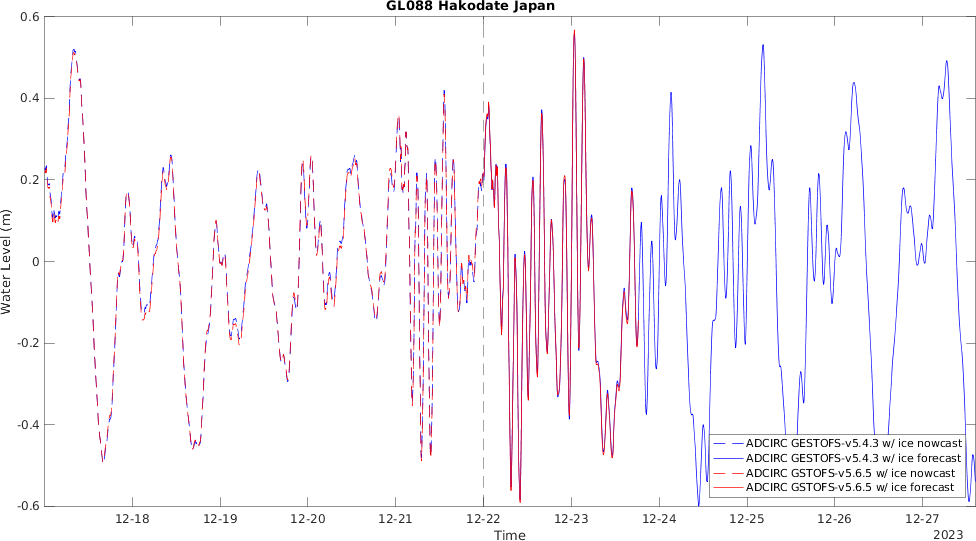 GL088 Hakodate Japan
0.6
0.4
0.2
0
-0.2
-0.4
-0.6
Water Level (m)
12-18
12-19
12-20
12-21
12-22
12-23
12-24
12-25
12-26
12-27
Time
2023
ADCIRC GESTOFS-v5.4.3 w/ ice nowcast
ADCIRC GESTOFS-v5.4.3 w/ ice forecast
ADCIRC GSTOFS-v5.6.5 w/ ice nowcast
ADCIRC GSTOFS-v5.6.5 w/ ice forecast